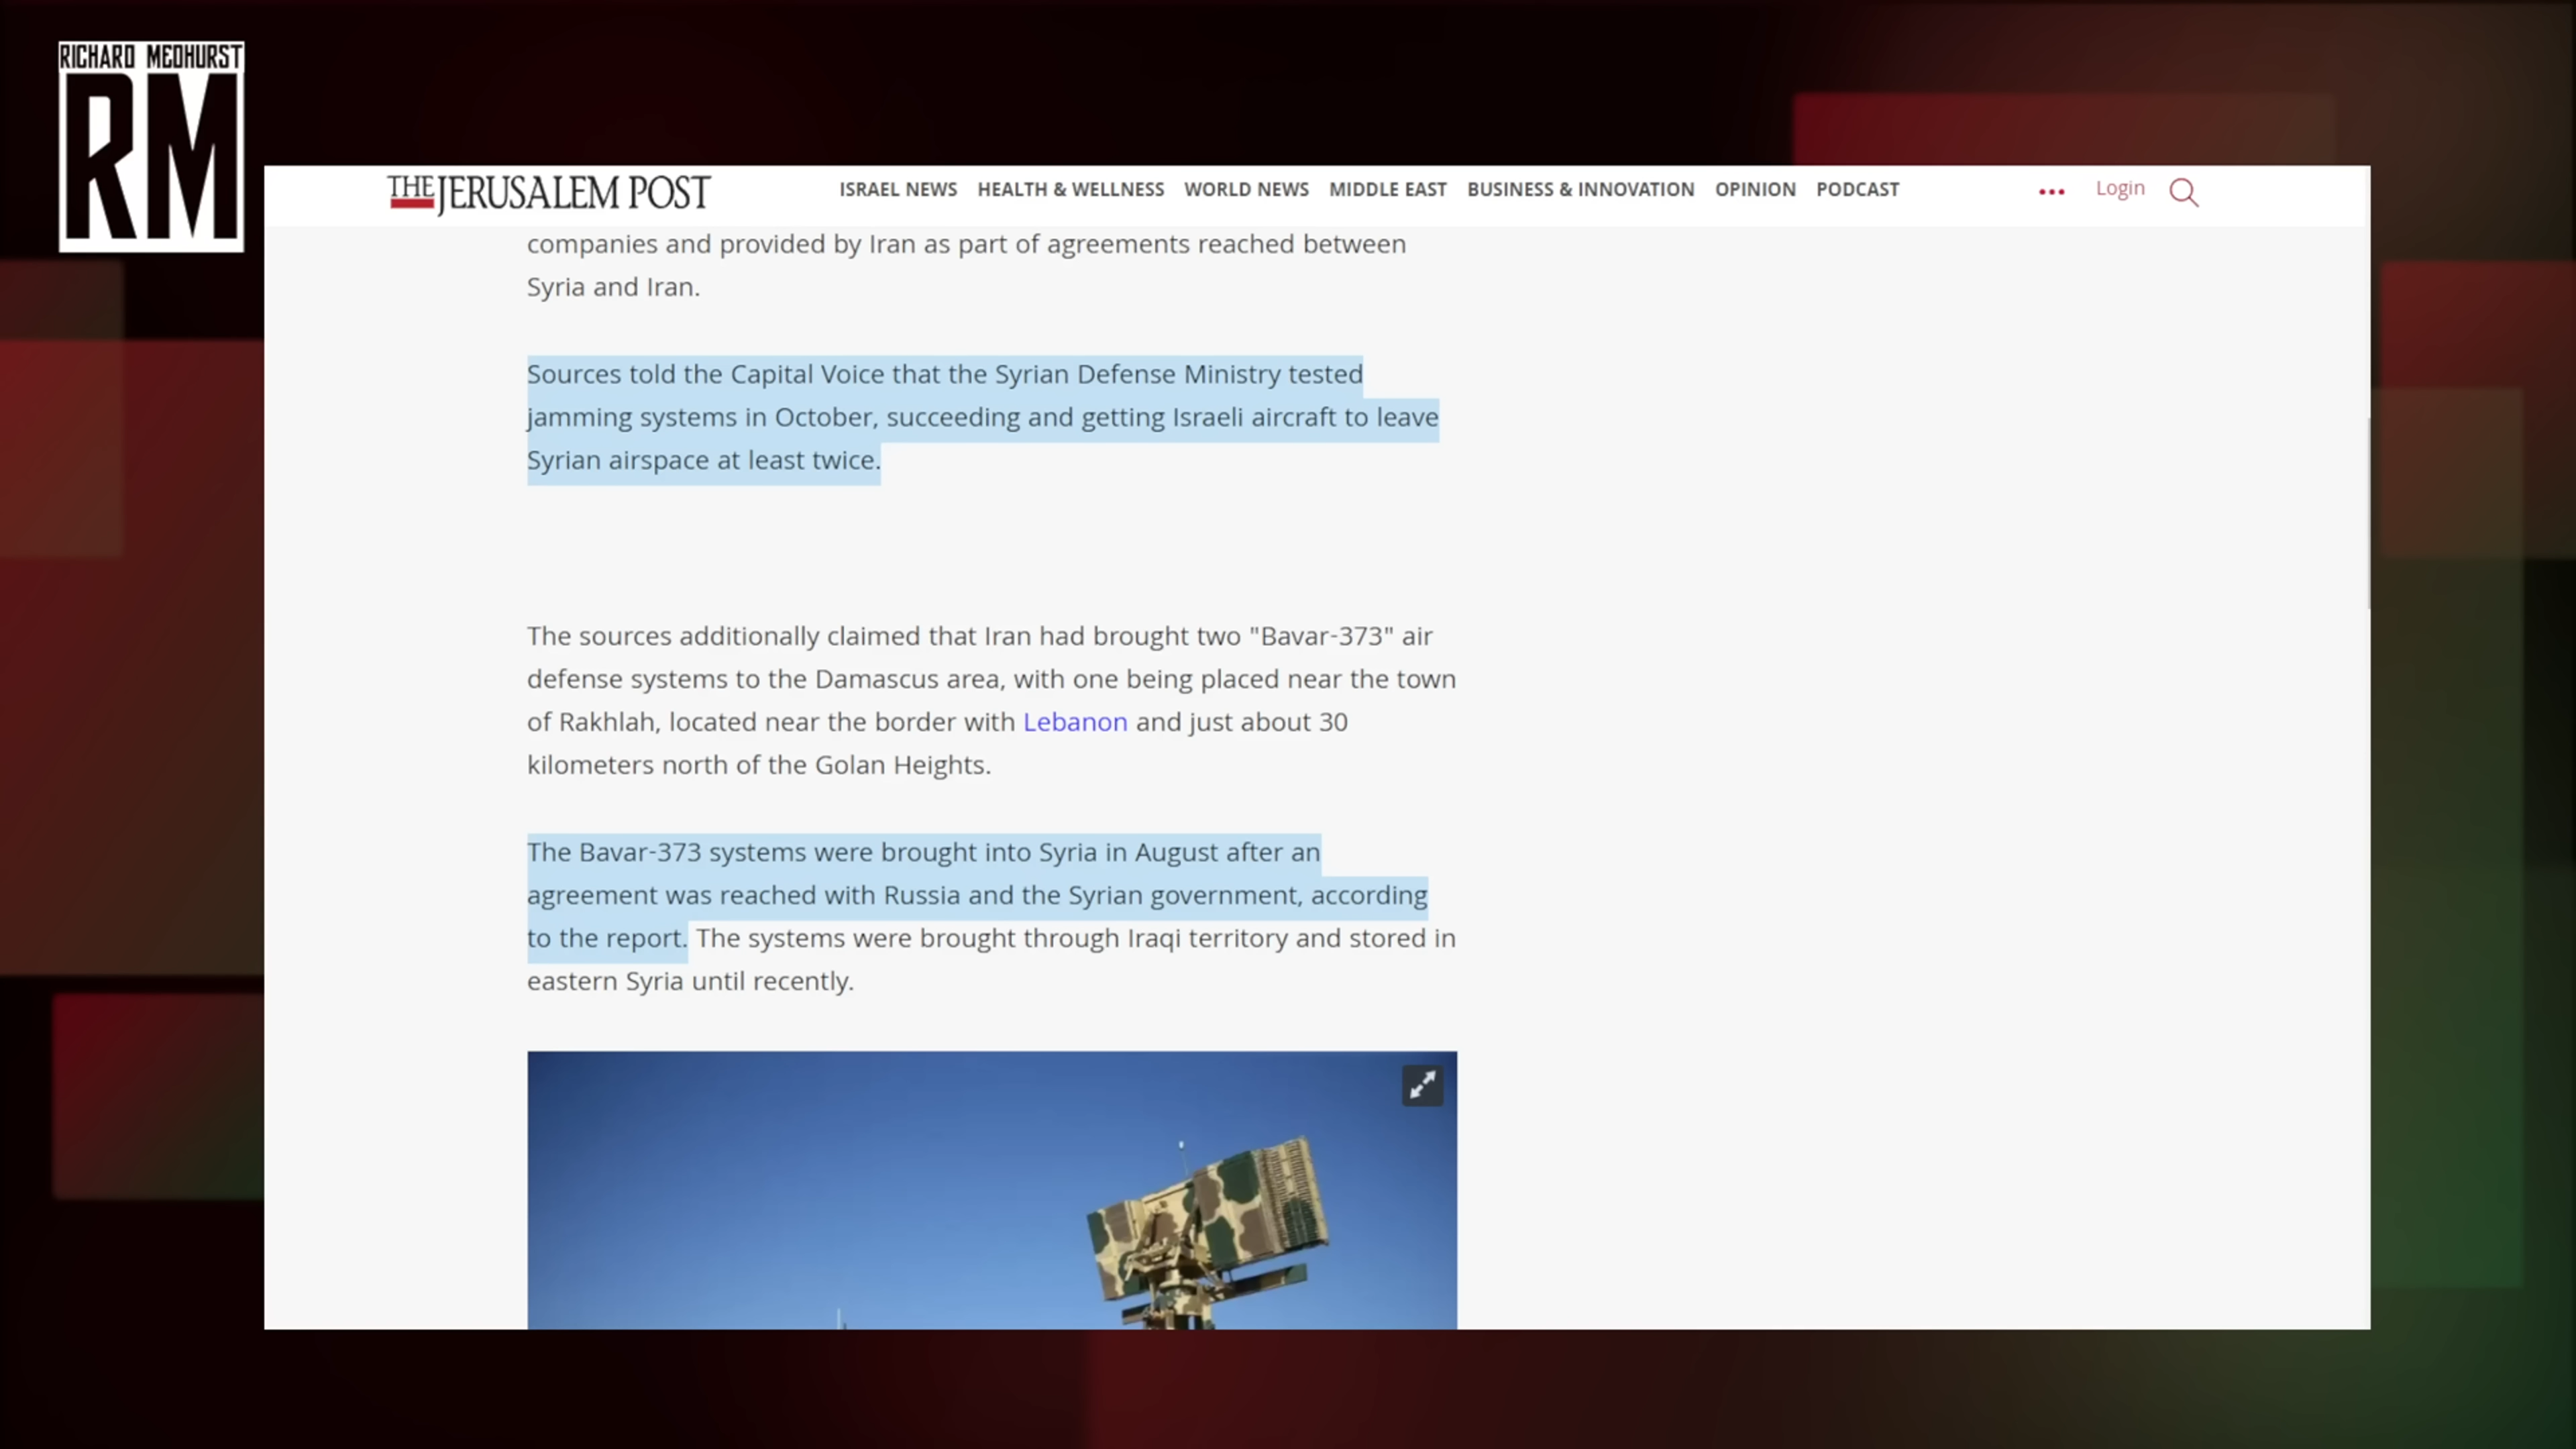 RICHARD MEDHURST
RM
THE JERUSALEM POST
ISRAEL NEWS HEALTH & WELLNESS WORLD NEWS MIDDLE EAST BUSINESS & INNOVATION OPINION PODCAST
Login
companies and provided by Iran as part of agreements reached between
Syria and Iran.
Sources told the Capital Voice that the Syrian Defense Ministry tested
jamming systems in October, succeeding and getting Israeli aircraft to leave
Syrian airspace at least twice.
The sources additionally claimed that Iran had brought two "Bavar-373" air
defense systems to the Damascus area, with one being placed near the town
of Rakhlah, located near the border with Lebanon and just about 30
kilometers north of the Golan Heights.
The Bavar-373 systems were brought into Syria in August after an
agreement was reached with Russia and the Syrian government, according
to the report. The systems were brought through Iraqi territory and stored in
eastern Syria until recently.